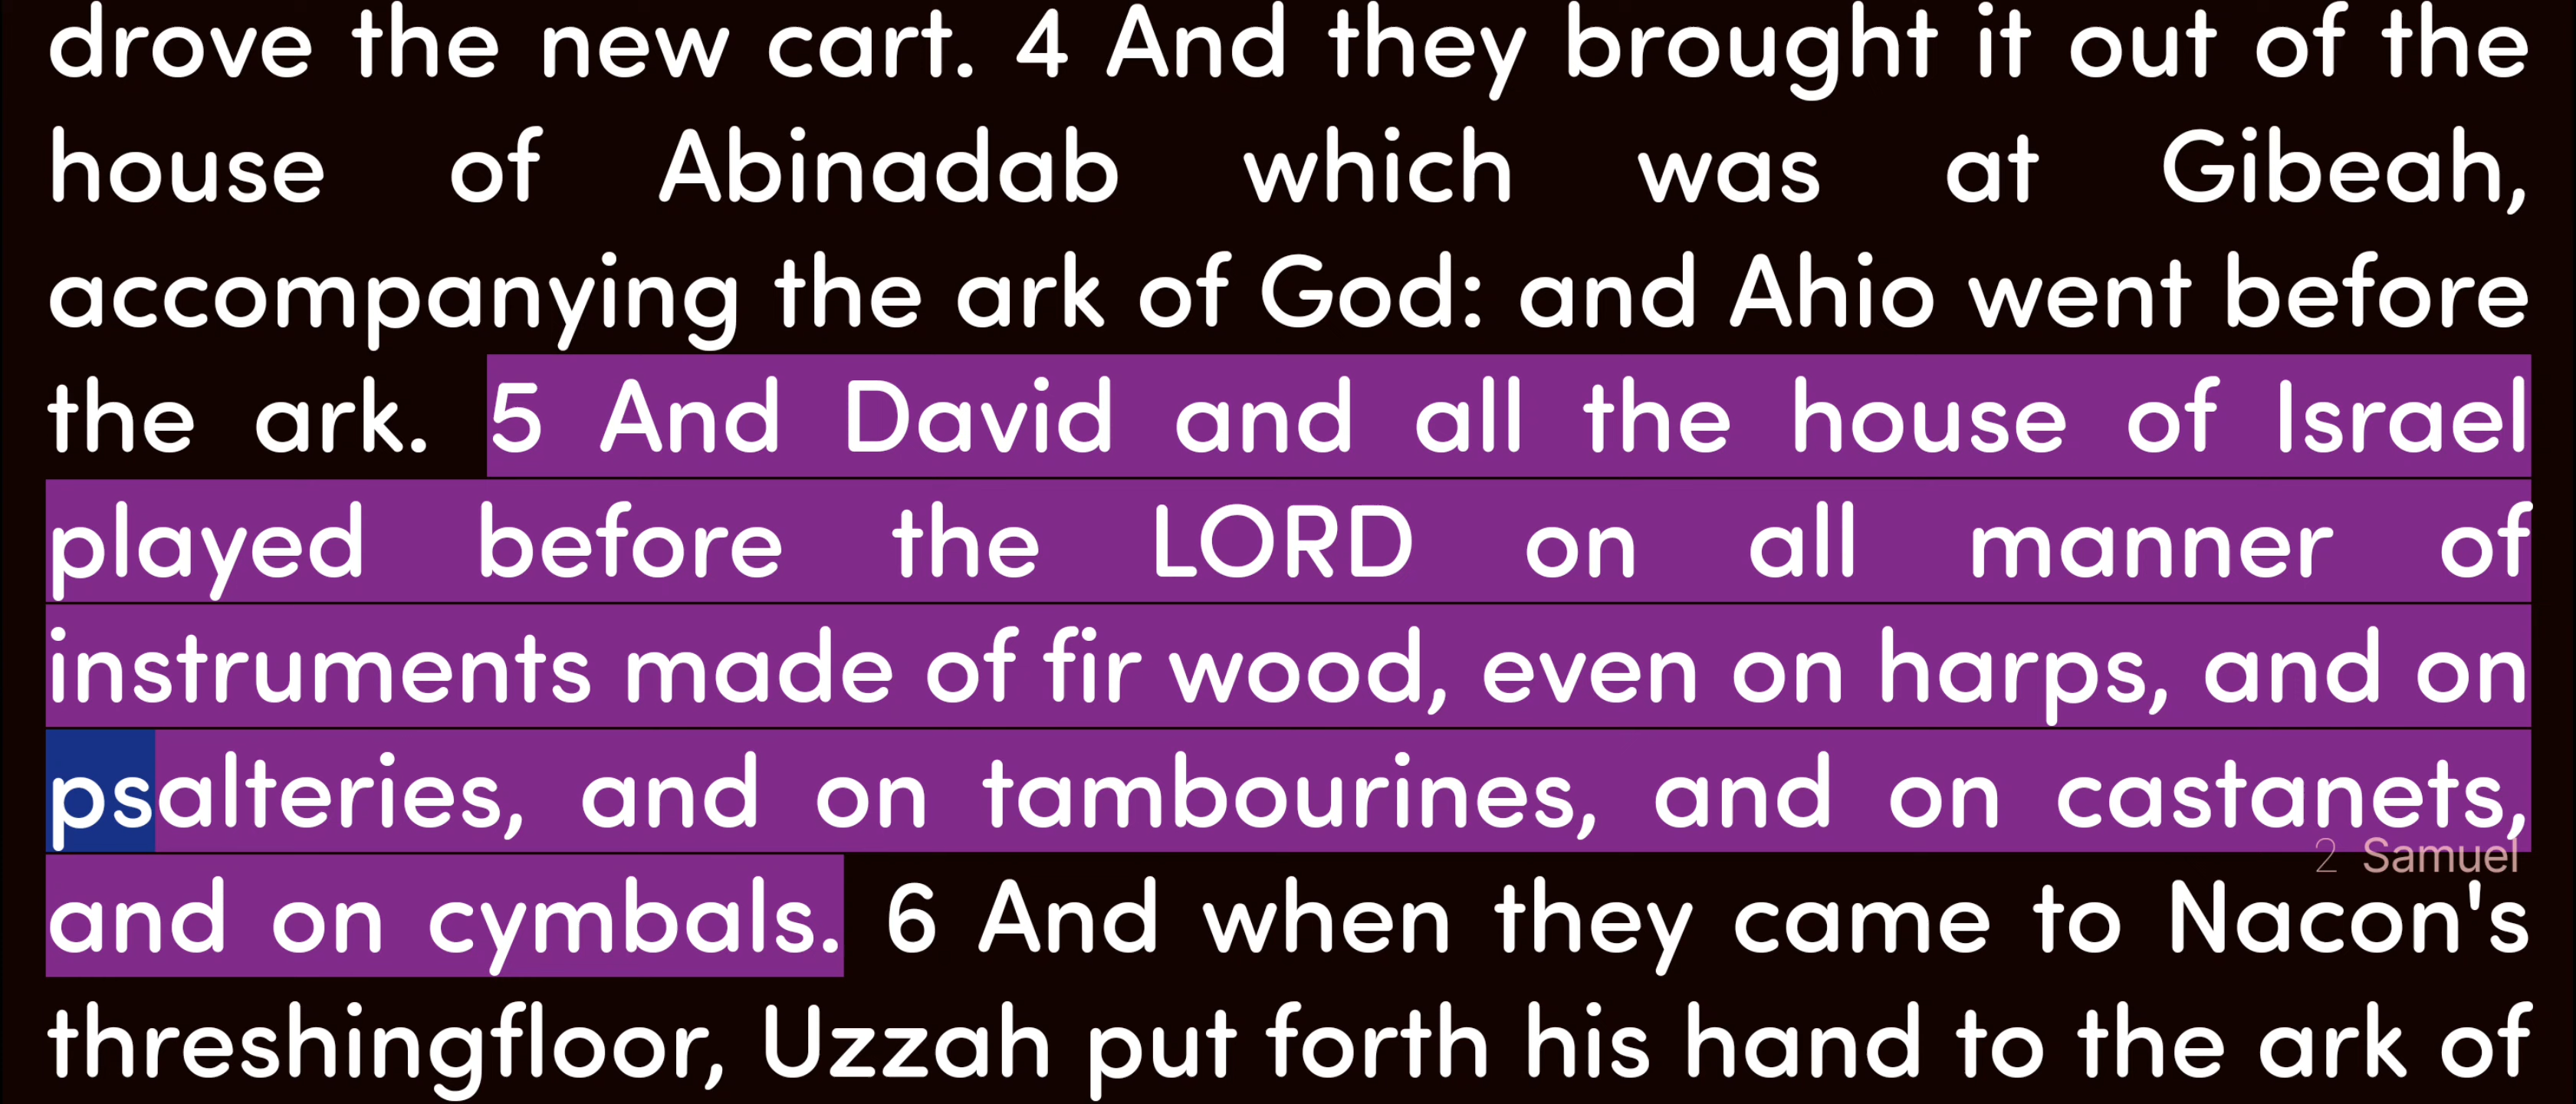 drove the new cart. 4 And they brought it out of the
house of Abinadab which was at Gibeah,
accompanying the ark of God: and Ahio went before
the ark. 5 And David and all the house of Israel
played before the LORD on all manner of
instruments made of fir wood, even on harps, and on
psalteries, and on tambourines, and on castanets,
2 Samuel
and on cymbals. 6 And when they came to Nacon's
threshingfloor, Uzzah put forth his hand to the ark of